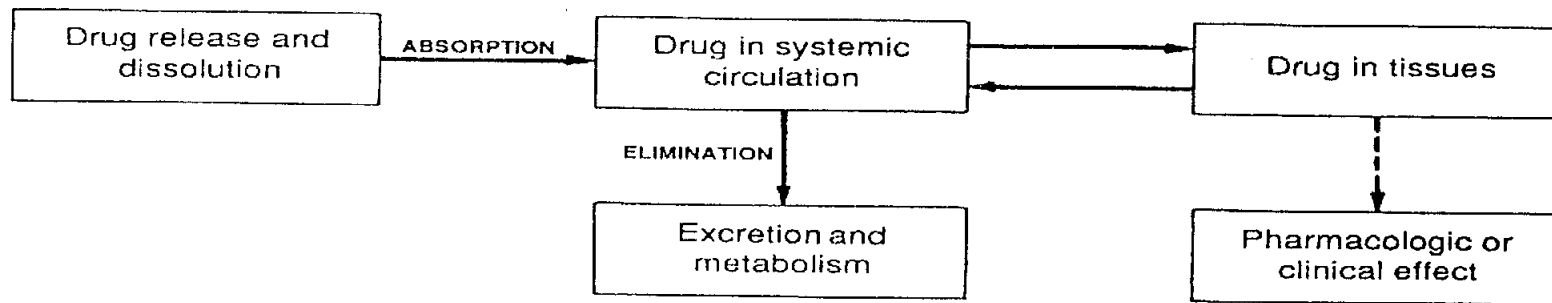 Drug release and
dissolution
ABSORPTION
Drug in systemic
circulation
Drug in tissues
ELIMINATION
Excretion and
metabolism
Pharmacologic or
clinical effect